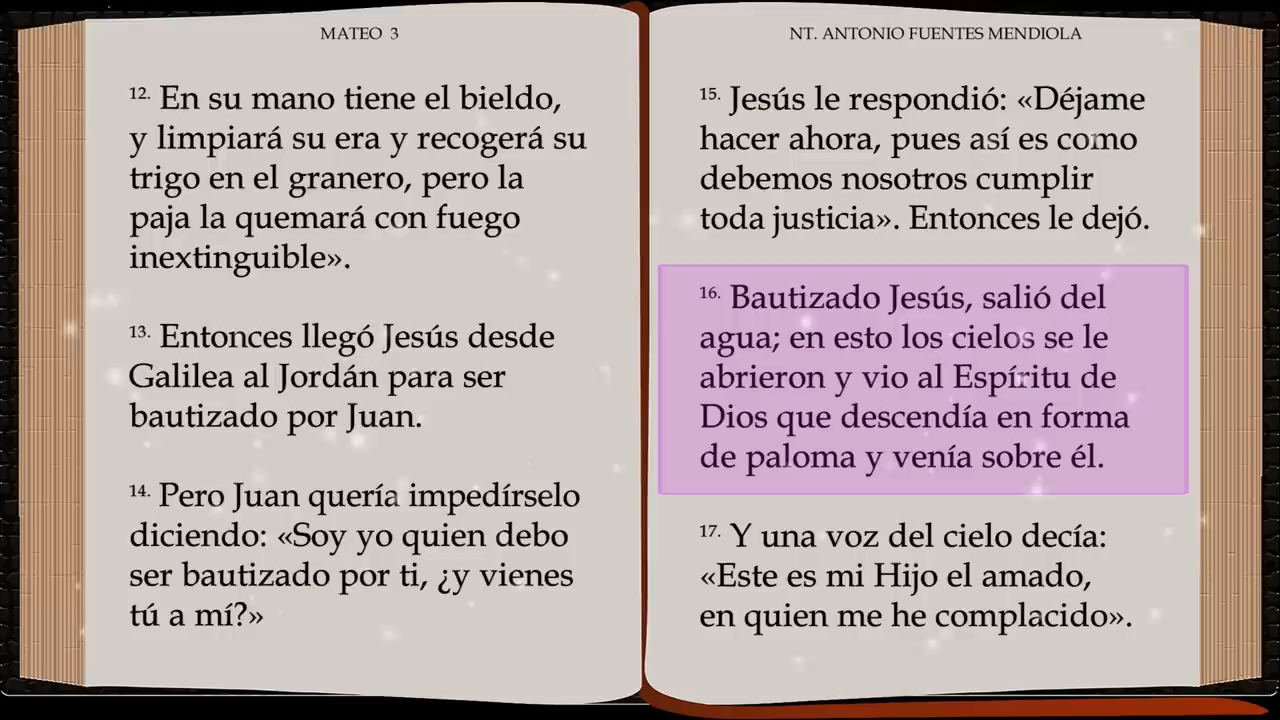 MATEO 3
12. En su mano tiene el bieldo,
y limpiará su era y recogerá su
trigo en el granero, pero la
paja la quemará con fuego
inextinguible».
13. Entonces llegó Jesús desde
Galilea al Jordán para ser
bautizado por Juan.
14. Pero Juan quería impedírselo
diciendo: «Soy yo quien debo
ser bautizado por ti, ¿y vienes
tú a mí?»
NT. ANTONIO FUENTES MENDIOLA
15. Jesús le respondió: «Déjame
hacer ahora, pues así es como
debemos nosotros cumplir
toda justicia». Entonces le dejó.
16. Bautizado Jesús, salió del
agua; en esto los cielos se le
abrieron y vio al Espíritu de
Dios que descendía en forma
de paloma y venía sobre él.
17. Y una voz del cielo decía:
«Este es mi Hijo el amado,
en quien me he complacido».